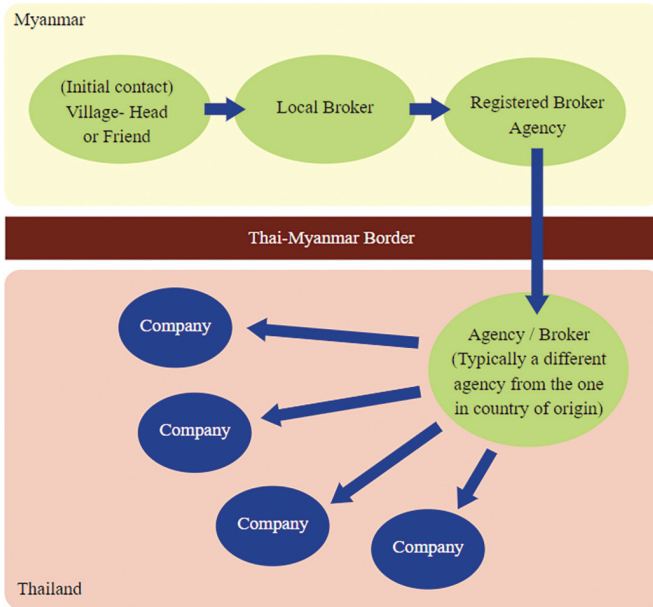 Myanmar
(Initial contact)
Village- Head
or Friend
Local Broker
Registered Broker
Agency
Thai-Myanmar Border
Agency / Broker
(Typically a different
agency from the one
in country of origin)
Company
Company
Company
Company
Thailand